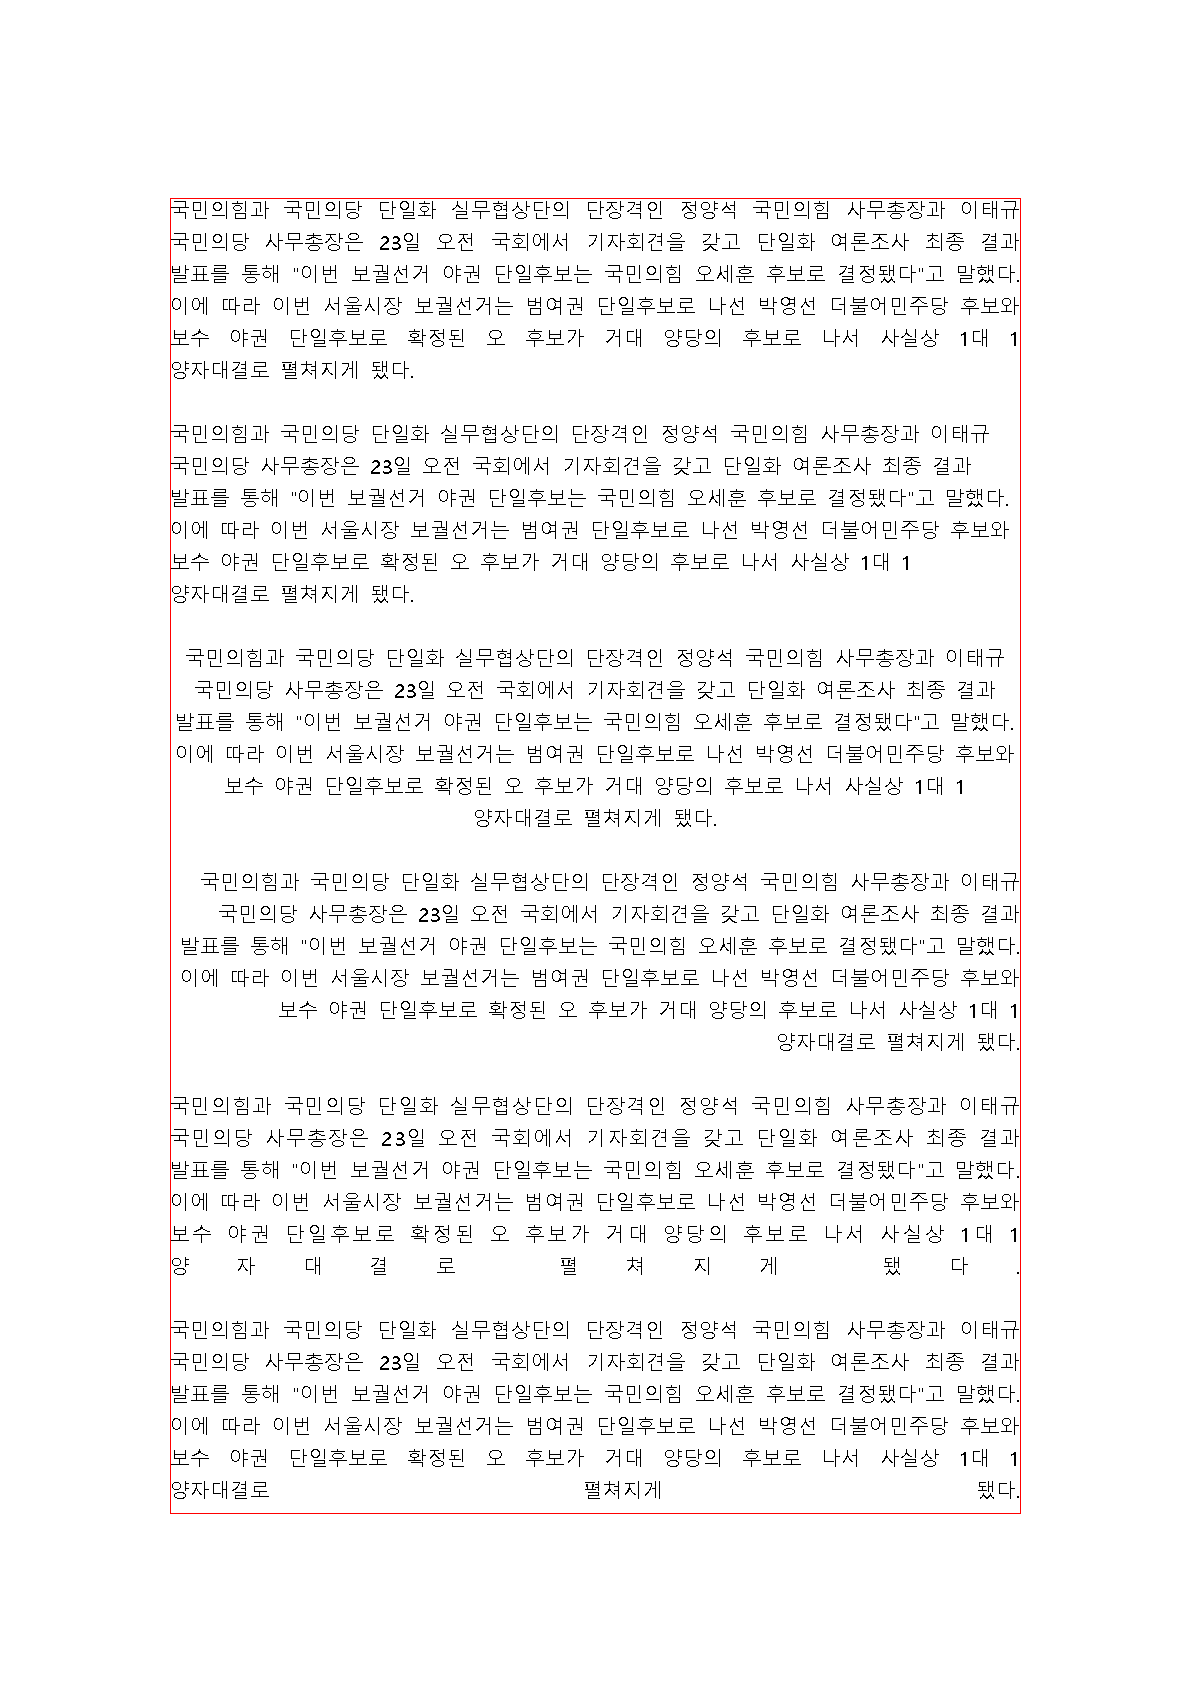 국민의힘과 국민의당 단일화 실무협상단의 단장격인 정양석 국민의힘 사무총장과 이태규
국민의당 사무총장은 23일 오전 국회에서 기자회견을 갖고 단일화 여론조사 최종 결과
발표를 통해 "이번 보궐선거 야권 단일후보는 국민의힘 오세훈 후보로 결정됐다"고 말했다.
이에 따라 이번 서울시장 보궐선거는 범여권 단일후보로 나선 박영선 더불어민주당 후보와
보수 야권 단일후보로 확정된 오 후보가 거대 양당의 후보로 나서 사실상 1대 1
양자대결로 펼쳐지게 됐다.

국민의힘과 국민의당 단일화 실무협상단의 단장격인 정양석 국민의힘 사무총장과 이태규
국민의당 사무총장은 23일 오전 국회에서 기자회견을 갖고 단일화 여론조사 최종 결과
발표를 통해 "이번 보궐선거 야권 단일후보는 국민의힘 오세훈 후보로 결정됐다"고 말했다.
이에 따라 이번 서울시장 보궐선거는 범여권 단일후보로 나선 박영선 더불어민주당 후보와
보수 야권 단일후보로 확정된 오 후보가 거대 양당의 후보로 나서 사실상 1대 1
양자대결로 펼쳐지게 됐다.

국민의힘과 국민의당 단일화 실무협상단의 단장격인 정양석 국민의힘 사무총장과 이태규
국민의당 사무총장은 23일 오전 국회에서 기자회견을 갖고 단일화 여론조사 최종 결과
발표를 통해 "이번 보궐선거 야권 단일후보는 국민의힘 오세훈 후보로 결정됐다"고 말했다.
이에 따라 이번 서울시장 보궐선거는 범여권 단일후보로 나선 박영선 더불어민주당 후보와
보수 야권 단일후보로 확정된 오 후보가 거대 양당의 후보로 나서 사실상 1대 1
양자대결로 펼쳐지게 됐다.

국민의힘과 국민의당 단일화 실무협상단의 단장격인 정양석 국민의힘 사무총장과 이태규
국민의당 사무총장은 23일 오전 국회에서 기자회견을 갖고 단일화 여론조사 최종 결과
발표를 통해 "이번 보궐선거 야권 단일후보는 국민의힘 오세훈 후보로 결정됐다"고 말했다.
이에 따라 이번 서울시장 보궐선거는 범여권 단일후보로 나선 박영선 더불어민주당 후보와
보수 야권 단일후보로 확정된 오 후보가 거대 양당의 후보로 나서 사실상 1대 1
양자대결로 펼쳐지게 됐다.

국민의힘과 국민의당 단일화 실무협상단의 단장격인 정양석 국민의힘 사무총장과 이태규
국민의당 사무총장은 23일 오전 국회에서 기자회견을 갖고 단일화 여론조사 최종 결과
발표를 통해 "이번 보궐선거 야권 단일후보는 국민의힘 오세훈 후보로 결정됐다"고 말했다.
이에 따라 이번 서울시장 보궐선거는 범여권 단일후보로 나선 박영선 더불어민주당 후보와
보수 야권 단일후보로 확정된 오 후보가 거대 양당의 후보로 나서 사실상 1대 1
양자대결로 펼쳐지게 됐다.

국민의힘과 국민의당 단일화 실무협상단의 단장격인 정양석 국민의힘 사무총장과 이태규
국민의당 사무총장은 23일 오전 국회에서 기자회견을 갖고 단일화 여론조사 최종 결과
발표를 통해 "이번 보궐선거 야권 단일후보는 국민의힘 오세훈 후보로 결정됐다"고 말했다.
이에 따라 이번 서울시장 보궐선거는 범여권 단일후보로 나선 박영선 더불어민주당 후보와
보수 야권 단일후보로 확정된 오 후보가 거대 양당의 후보로 나서 사실상 1대 1
양자대결로 펼쳐지게 됐다.